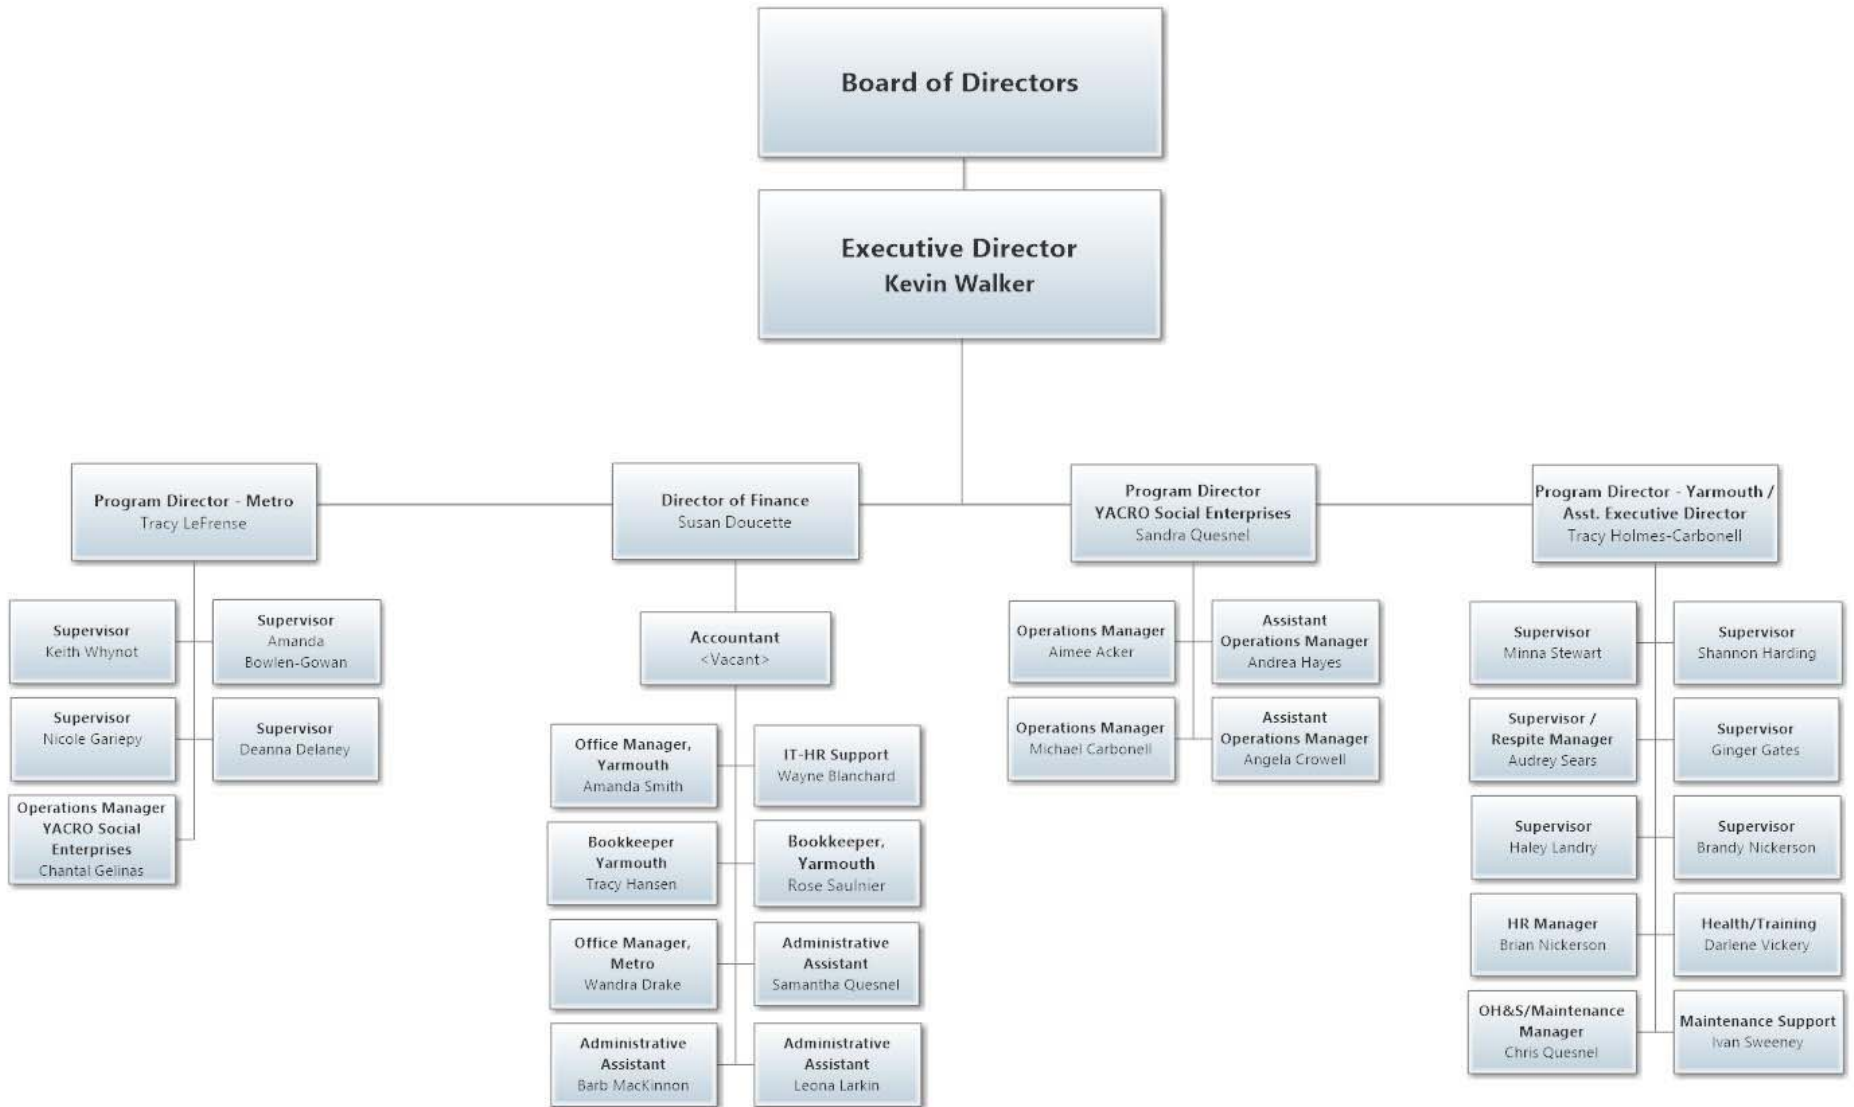 Board of Directors
Executive Director
Kevin Walker
Program Director - Metro
Tracy LeFrense
Director of Finance
Susan Doucette
Program Director
YACRO Social Enterprises
Sandra Quesnel
Program Director - Yarmouth /
Asst. Executive Director
Tracy Holmes-Carbonell
Supervisor
Keith Whynot
Supervisor
Amanda
Bowlen-Gowan
Supervisor
Nicole Gariepy
Supervisor
Deanna Delaney
Operations Manager
YACRO Social
Enterprises
Chantal Gelinas
Accountant
<Vacant>
Office Manager,
Yarmouth
Amanda Smith
IT-HR Support
Wayne Blanchard
Bookkeeper
Yarmouth
Tracy Hansen
Bookkeeper,
Yarmouth
Rose Saulnier
Office Manager,
Metro
Wandra Drake
Administrative
Assistant
Samantha Quesnel
Administrative
Assistant
Barb MacKinnon
Administrative
Assistant
Leona Larkin
Operations Manager
Aimee Acker
Assistant
Operations Manager
Andrea Hayes
Operations Manager
Michael Carbonell
Assistant
Operations Manager
Angela Crowell
Supervisor
Minna Stewart
Supervisor
Shannon Harding
Supervisor /
Respite Manager
Audrey Sears
Supervisor
Ginger Gates
Supervisor
Haley Landry
Supervisor
Brandy Nickerson
HR Manager
Brian Nickerson
Health/Training
Darlene Vickery
OH&S/Maintenance
Manager
Chris Quesnel
Maintenance Support
Ivan Sweeney